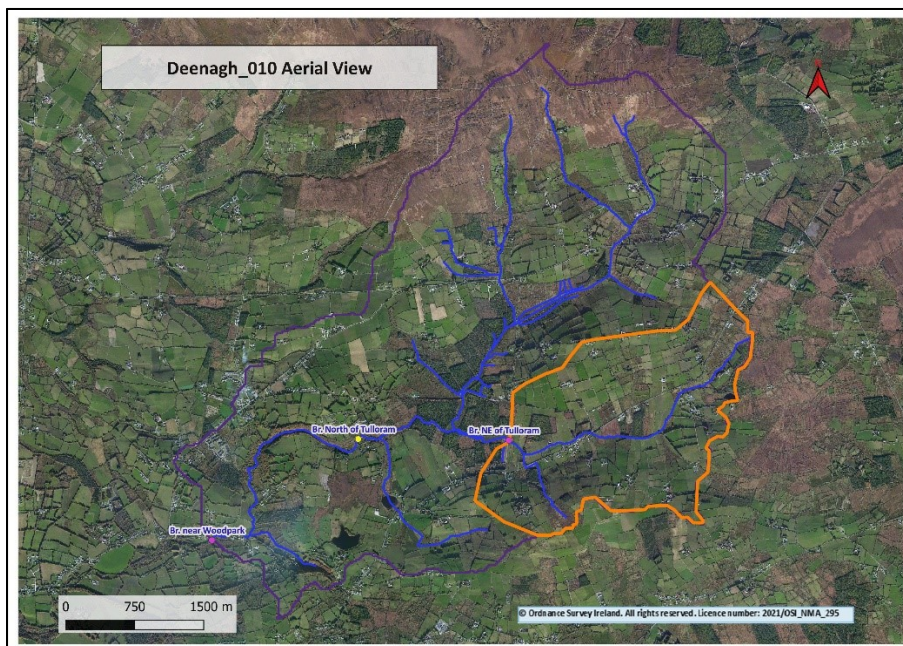 Deenagh_010 Aerial View
Br. North of Tulloram
Br. NE of Tulloram
Br. near Woodpark
0 750 1500 m
© Ordnance Survey Ireland. All rights reserved. Licence number: 2021/OSI_NMA_295